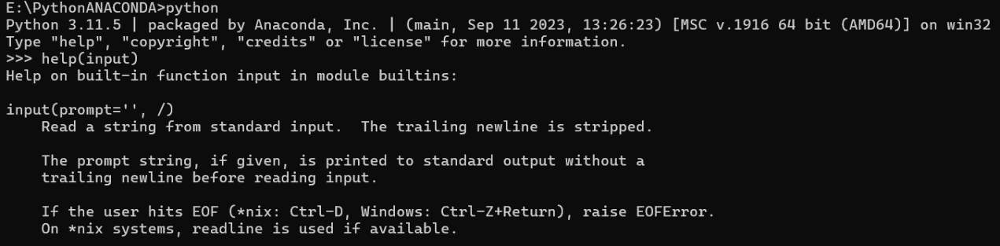 E:\PythonANACONDA>python
Python 3.11.5 | packaged by Anaconda, Inc. | (main, Sep 11 2023, 13:26:23) [MSC v.1916 64 bit (AMD64)] on win32
Type "help", "copyright", "credits" or "license" for more information.
>>> help(input)
Help on built-in function input in module builtins:

input(prompt='', /)
    Read a string from standard input.  The trailing newline is stripped.

    The prompt string, if given, is printed to standard output without a
    trailing newline before reading input.

    If the user hits EOF (*nix: Ctrl-D, Windows: Ctrl-Z+Return), raise EOFError.
    On *nix systems, readline is used if available.